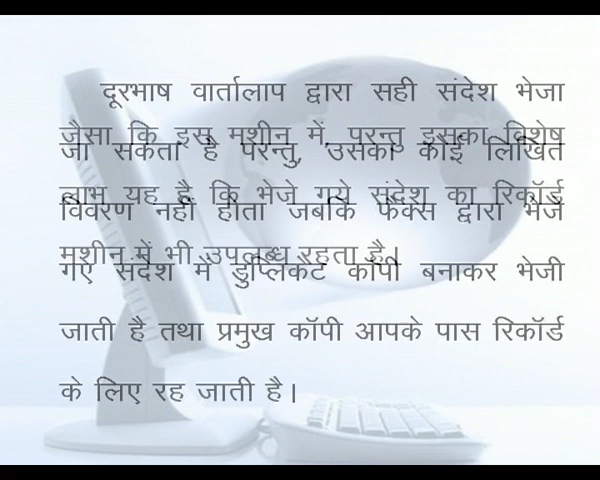 दूरभाष वार्तालाप द्वारा सही संदेश भेजा
जैसा कि इस मशीन में, परन्तु इसका विशेष
जा सकता है परन्तु, उसका कोई लिखित
लाभ यह है कि भेजे गये संदेश का रिकॉर्ड
विवरण नहीं होता जबकि फैक्स द्वारा भेजे
मशीन में भी उपलब्ध रहता है।
गए संदेश में डुप्लिकेट कॉपी बनाकर भेजी
जाती है तथा प्रमुख कॉपी आपके पास रिकॉर्ड
के लिए रह जाती है।